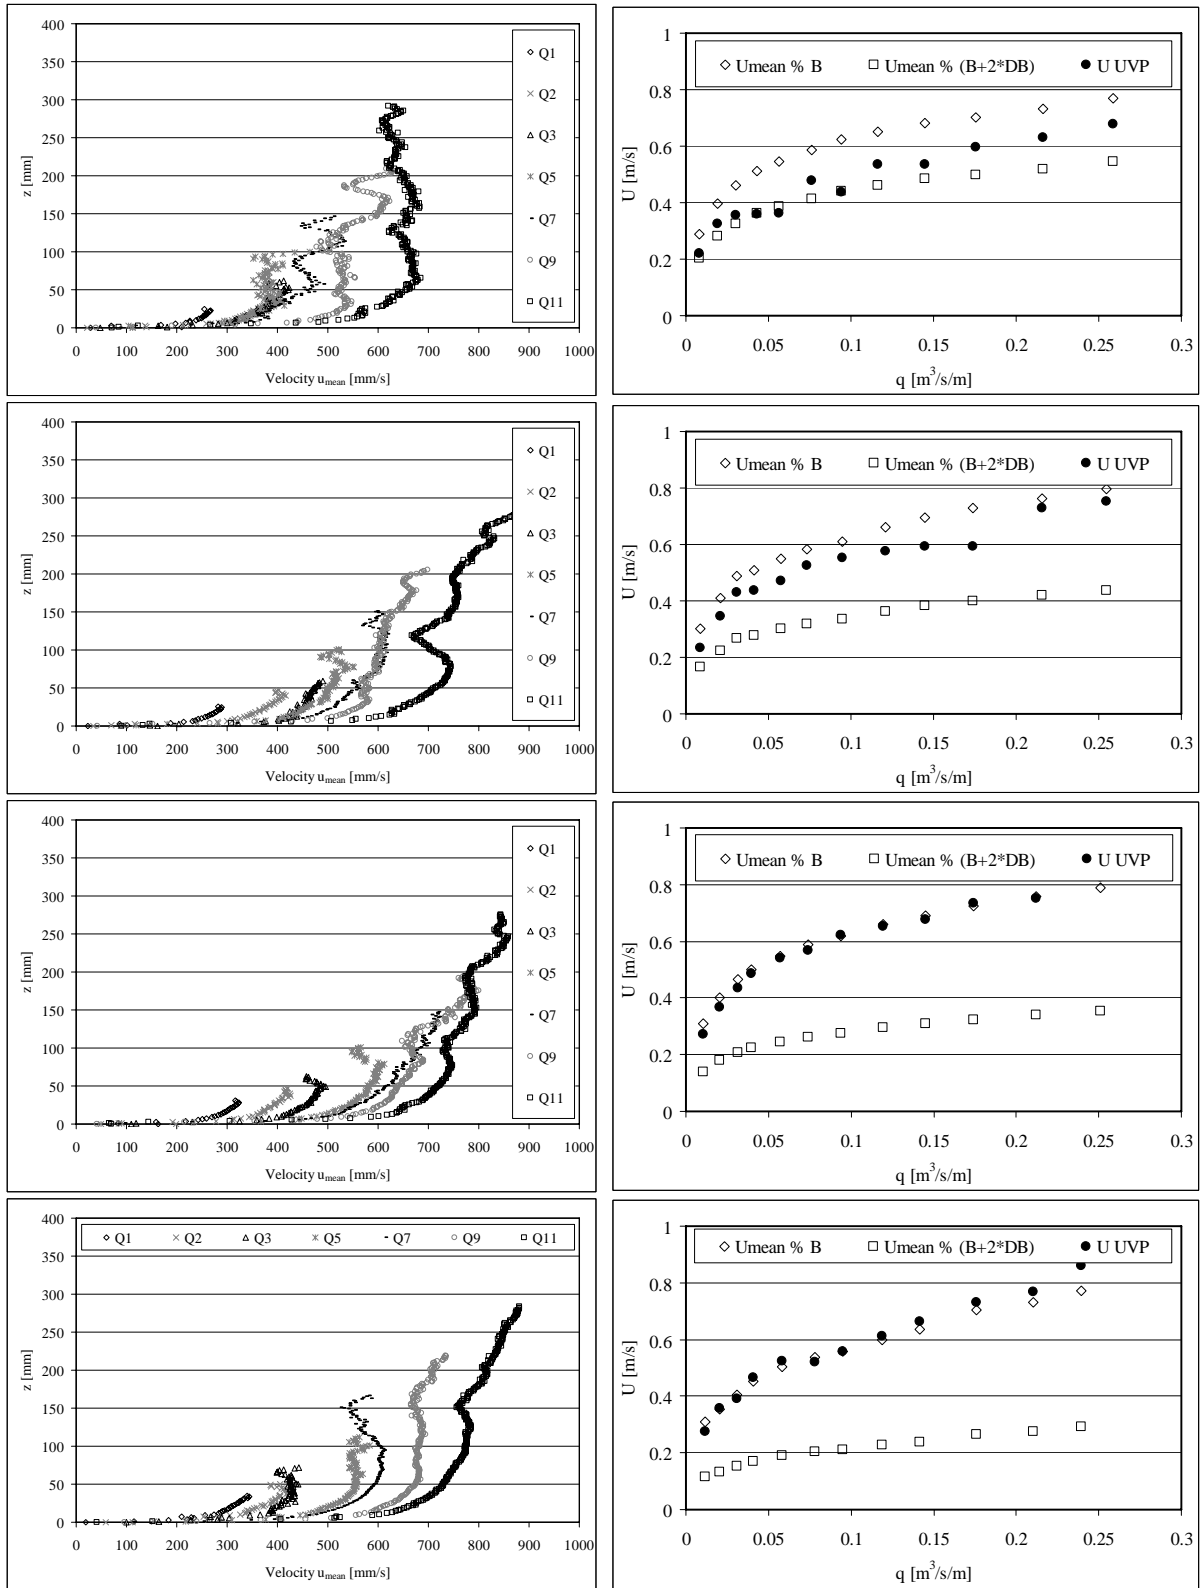 400
350
300
250
200
150
100
50
0
z [mm]
Q1
Q2
Q3
Q5
Q7
Q9
Q11
0 100 200 300 400 500 600 700 800 900 1000
Velocity u_mean [mm/s]
1
0.8
0.6
0.4
0.2
0
U [m/s]
Umean % B Umean % (B+2*DB) U UVP
0 0.05 0.1 0.15 0.2 0.25 0.3
q [m³/s/m]
400
350
300
250
200
150
100
50
0
z [mm]
Q1
Q2
Q3
Q5
Q7
Q9
Q11
0 100 200 300 400 500 600 700 800 900 1000
Velocity u_mean [mm/s]
1
0.8
0.6
0.4
0.2
0
U [m/s]
Umean % B Umean % (B+2*DB) U UVP
0 0.05 0.1 0.15 0.2 0.25 0.3
q [m³/s/m]
400
350
300
250
200
150
100
50
0
z [mm]
Q1
Q2
Q3
Q5
Q7
Q9
Q11
0 100 200 300 400 500 600 700 800 900 1000
Velocity u_mean [mm/s]
1
0.8
0.6
0.4
0.2
0
U [m/s]
Umean % B Umean % (B+2*DB) U UVP
0 0.05 0.1 0.15 0.2 0.25 0.3
q [m³/s/m]
400
350
300
250
200
150
100
50
0
z [mm]
Q1 Q2 Q3 Q5 Q7 Q9 Q11
0 100 200 300 400 500 600 700 800 900 1000
Velocity u_mean [mm/s]
1
0.8
0.6
0.4
0.2
0
U [m/s]
Umean % B Umean % (B+2*DB) U UVP
0 0.05 0.1 0.15 0.2 0.25 0.3
q [m³/s/m]